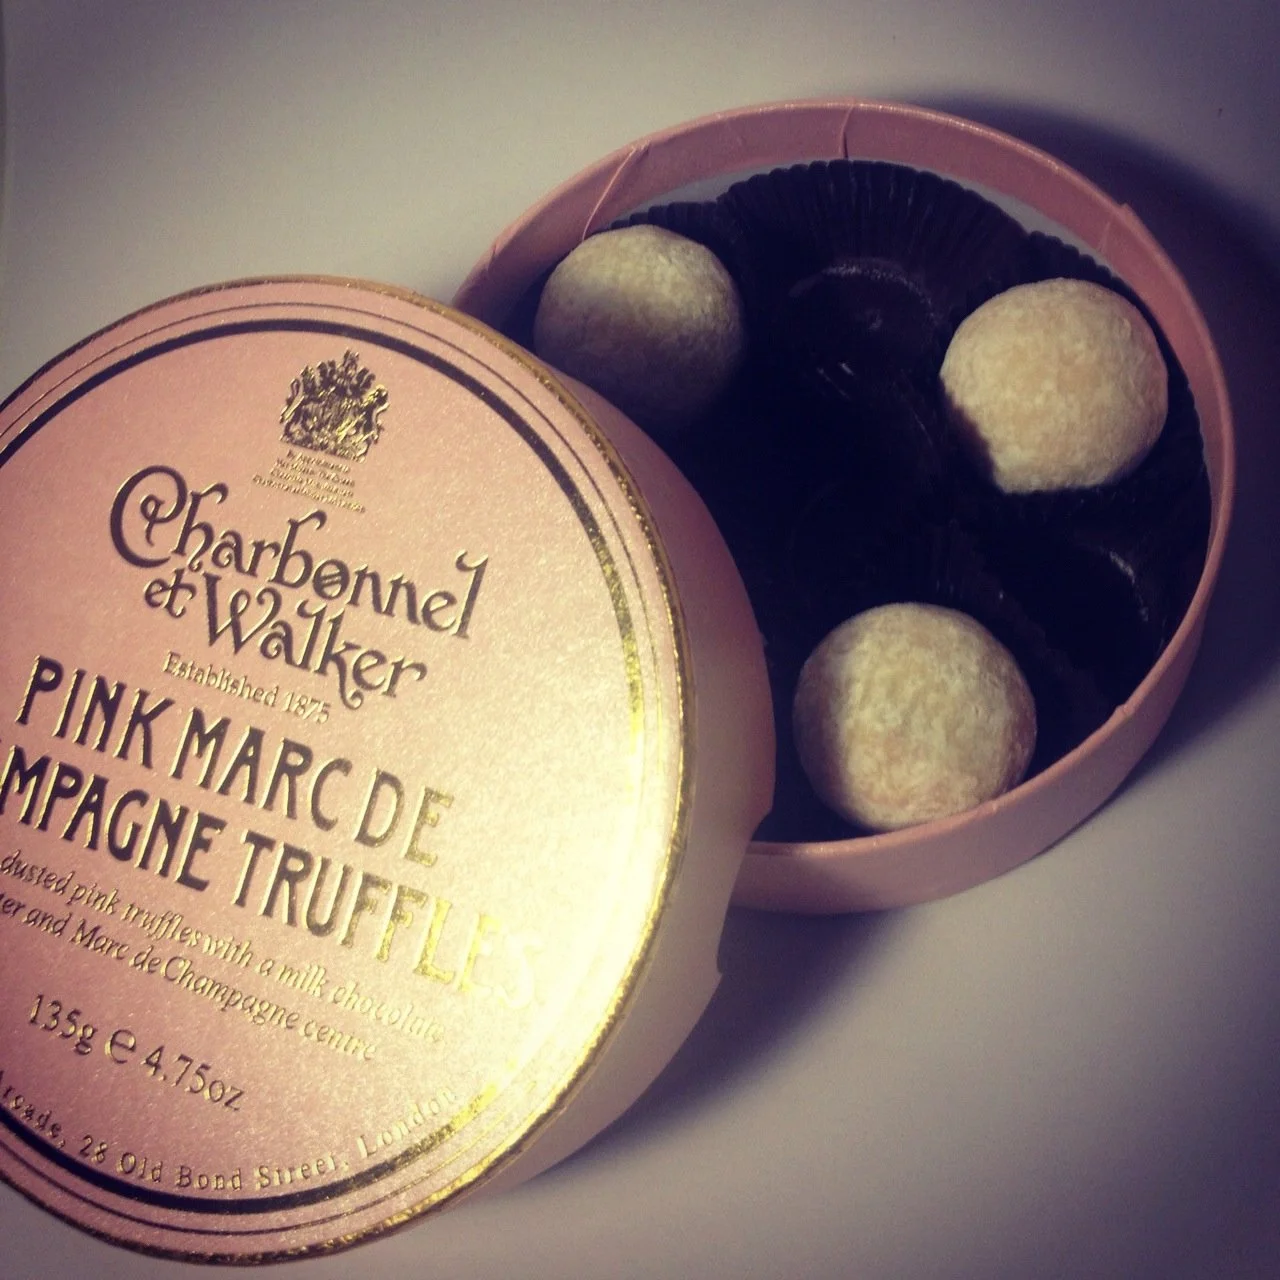 Charbonnel
et Walker
Established 1875
PINK MARC DE
MPAGNE TRUFFLES
dusted pink truffles with a milk chocolate
er and Marc de Champagne centre
135g e 4.75oz
Arcade, 28 Old Bond Street, London